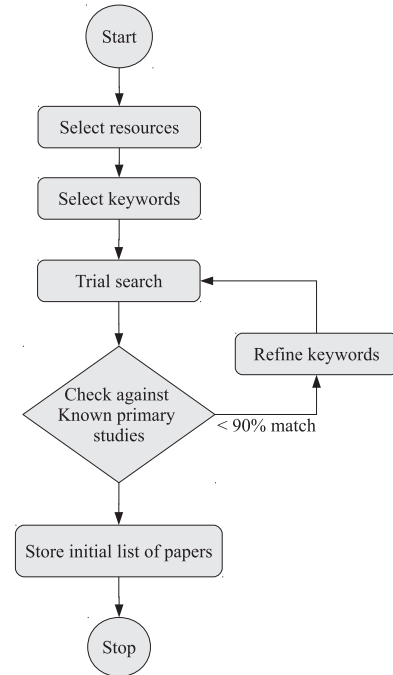 Start
Select resources
Select keywords
Trial search
Refine keywords
Check against
Known primary
studies
< 90% match
Store initial list of papers
Stop